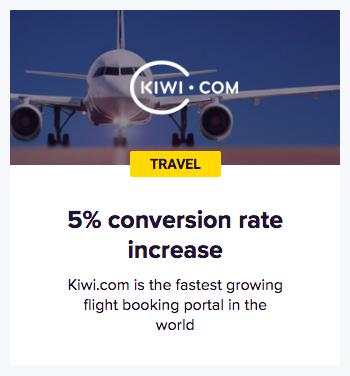 KIWI·COM
TRAVEL
5% conversion rate
increase
Kiwi.com is the fastest growing
flight booking portal in the
world